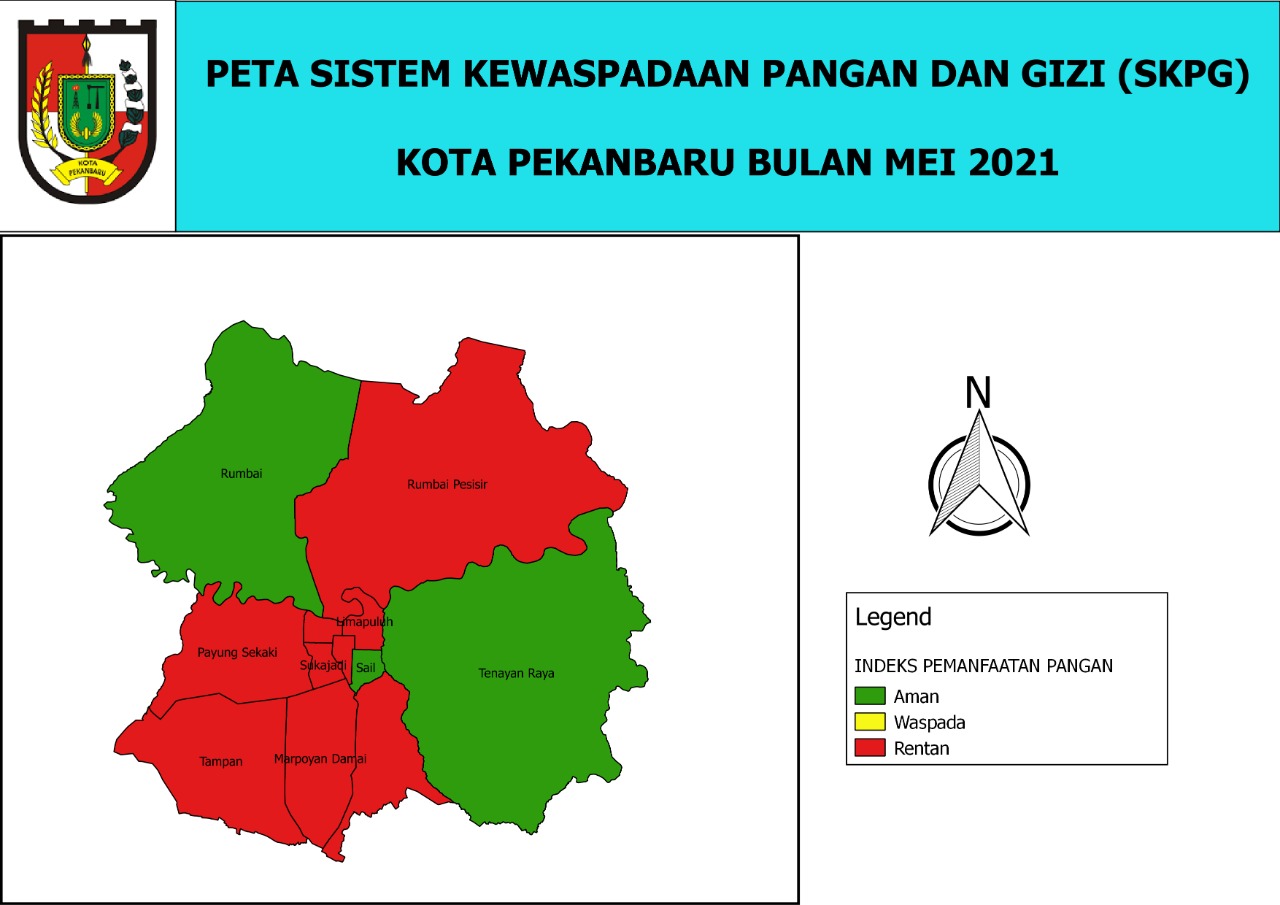 PETA SISTEM KEWASPADAAN PANGAN DAN GIZI (SKPG)
KOTA PEKANBARU BULAN MEI 2021
KOTA
PEKANBARU
N
Rumbai
Rumbai Pesisir
Limapuluh
Payung Sekaki
Sukajadi
Sail
Tenayan Raya
Tampan
Marpoyan Damai
Legend
INDEKS PEMANFAATAN PANGAN
Aman
Waspada
Rentan